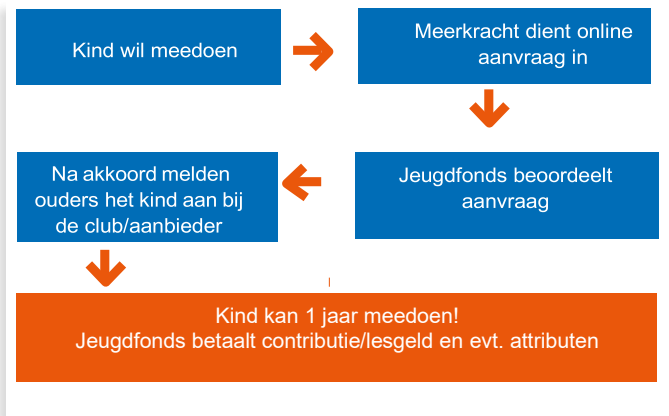 Kind wil meedoen
Meerkracht dient online
aanvraag in
Jeugdfonds beoordeelt
aanvraag
Na akkoord melden
ouders het kind aan bij
de club/aanbieder
Kind kan 1 jaar meedoen!
Jeugdfonds betaalt contributie/lesgeld en evt. attributen